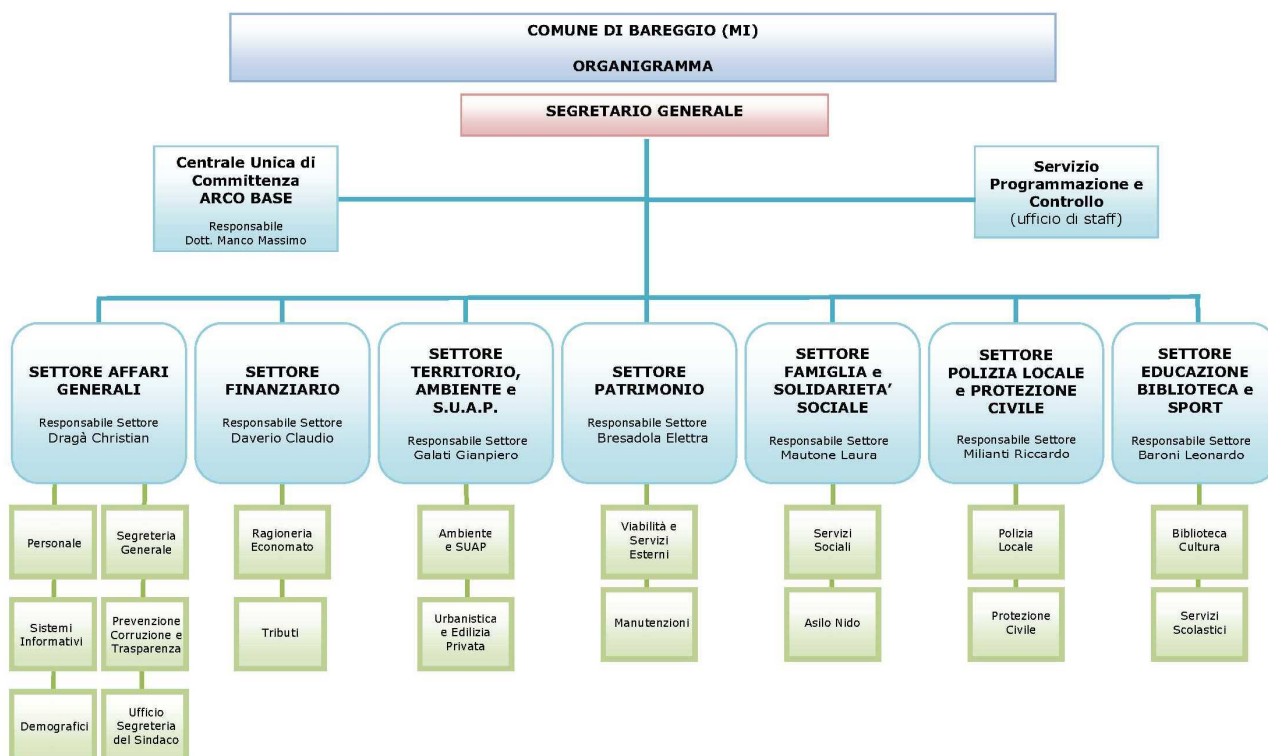 COMUNE DI BAREGGIO (MI)
ORGANIGRAMMA
SEGRETARIO GENERALE
Centrale Unica di
Committenza
ARCO BASE
Responsabile
Dott. Manco Massimo
Servizio
Programmazione e
Controllo
(ufficio di staff)
SETTORE AFFARI
GENERALI
Responsabile Settore
Dragà Christian
SETTORE
FINANZIARIO
Responsabile Settore
Daverio Claudio
SETTORE
TERRITORIO,
AMBIENTE e
S.U.A.P.
Responsabile Settore
Galati Gianpiero
SETTORE
PATRIMONIO
Responsabile Settore
Bresadola Elettra
SETTORE
FAMIGLIA e
SOLIDARIETA’
SOCIALE
Responsabile Settore
Mautone Laura
SETTORE
POLIZIA LOCALE
e PROTEZIONE
CIVILE
Responsabile Settore
Milianti Riccardo
SETTORE
EDUCAZIONE
BIBLIOTECA e
SPORT
Responsabile Settore
Baroni Leonardo
Personale
Segreteria
Generale
Ragioneria
Economato
Ambiente
e SUAP
Viabilità e
Servizi
Esterni
Servizi
Sociali
Polizia
Locale
Biblioteca
Cultura
Sistemi
Informativi
Prevenzione
Corruzione e
Trasparenza
Tributi
Urbanistica
e Edilizia
Privata
Manutenzioni
Asilo Nido
Protezione
Civile
Servizi
Scolastici
Demografici
Ufficio
Segreteria
del Sindaco